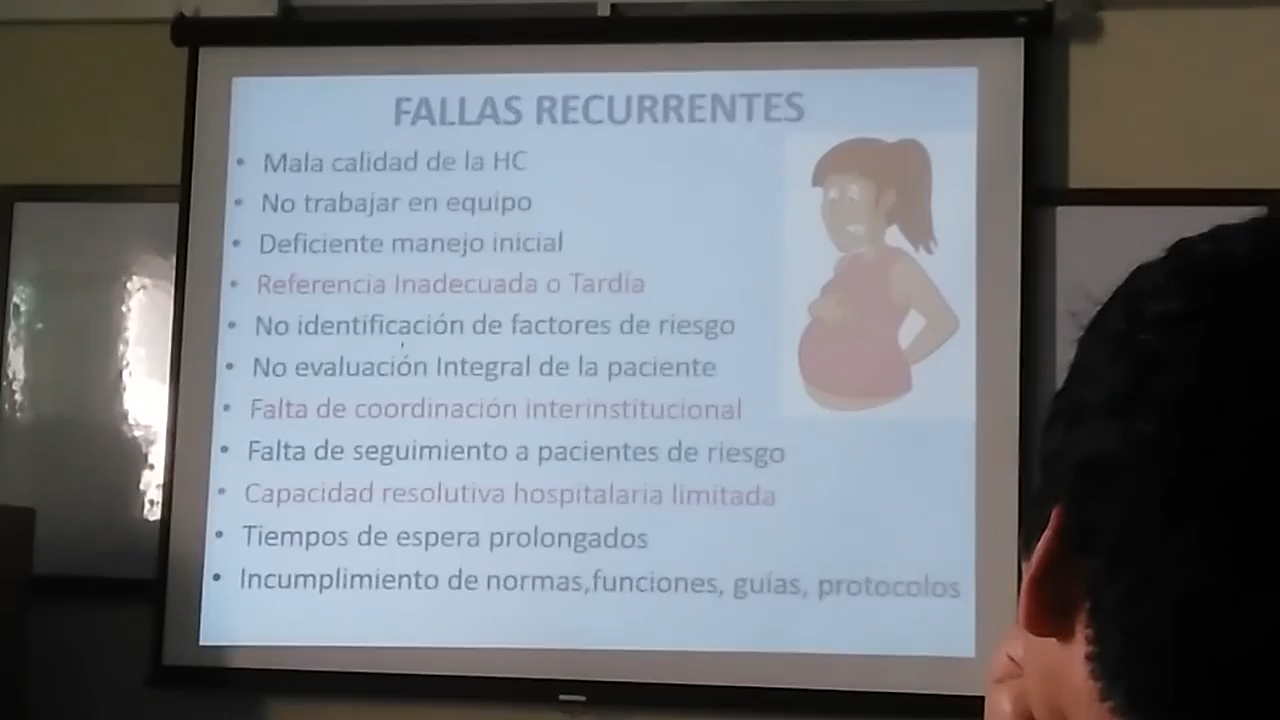 FALLAS RECURRENTES
• Mala calidad de la HC
• No trabajar en equipo
• Deficiente manejo inicial
• Referencia Inadecuada o Tardía
• No identificación de factores de riesgo
• No evaluación Integral de la paciente
• Falta de coordinación interinstitucional
• Falta de seguimiento a pacientes de riesgo
• Capacidad resolutiva hospitalaria limitada
• Tiempos de espera prolongados
• Incumplimiento de normas,funciones, guías, protocolos